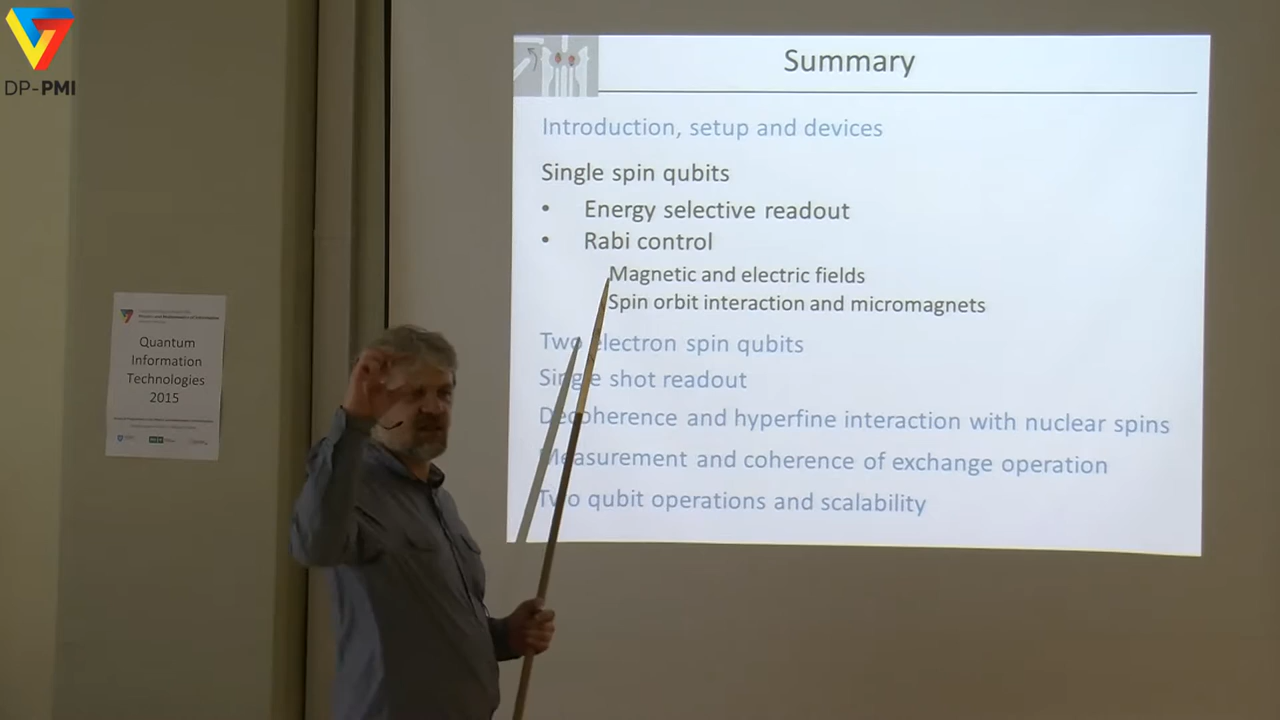 DP-PMI
Summary
Introduction, setup and devices
Single spin qubits
• Energy selective readout
• Rabi control
Magnetic and electric fields
Spin orbit interaction and micromagnets
Two electron spin qubits
Single shot readout
Decoherence and hyperfine interaction with nuclear spins
Measurement and coherence of exchange operation
Two qubit operations and scalability
Quantum
Information
Technologies
2015